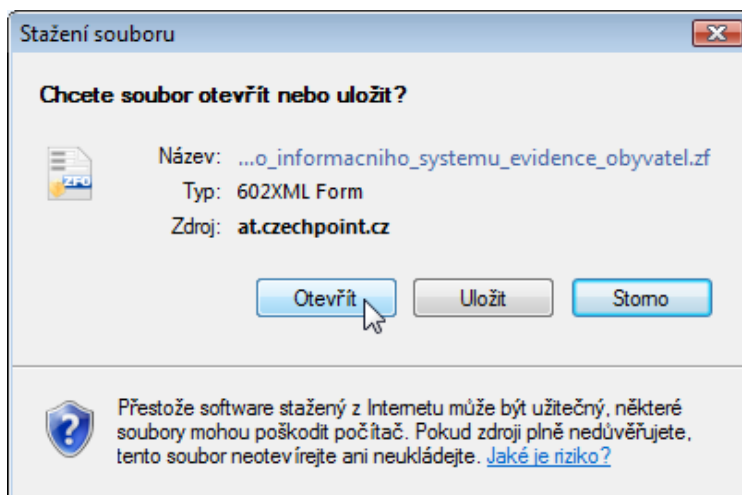 Stažení souboru
Chcete soubor otevřít nebo uložit?
ZFO
Název: ...o_informacniho_systemu_evidence_obyvatel.zf
Typ: 602XML Form
Zdroj: at.czechpoint.cz
Otevřít Uložit Storno
Přestože software stažený z Internetu může být užitečný, některé
soubory mohou poškodit počítač. Pokud zdroji plně nedůvěřujete,
tento soubor neotevírejte ani neukládejte. Jaké je riziko?